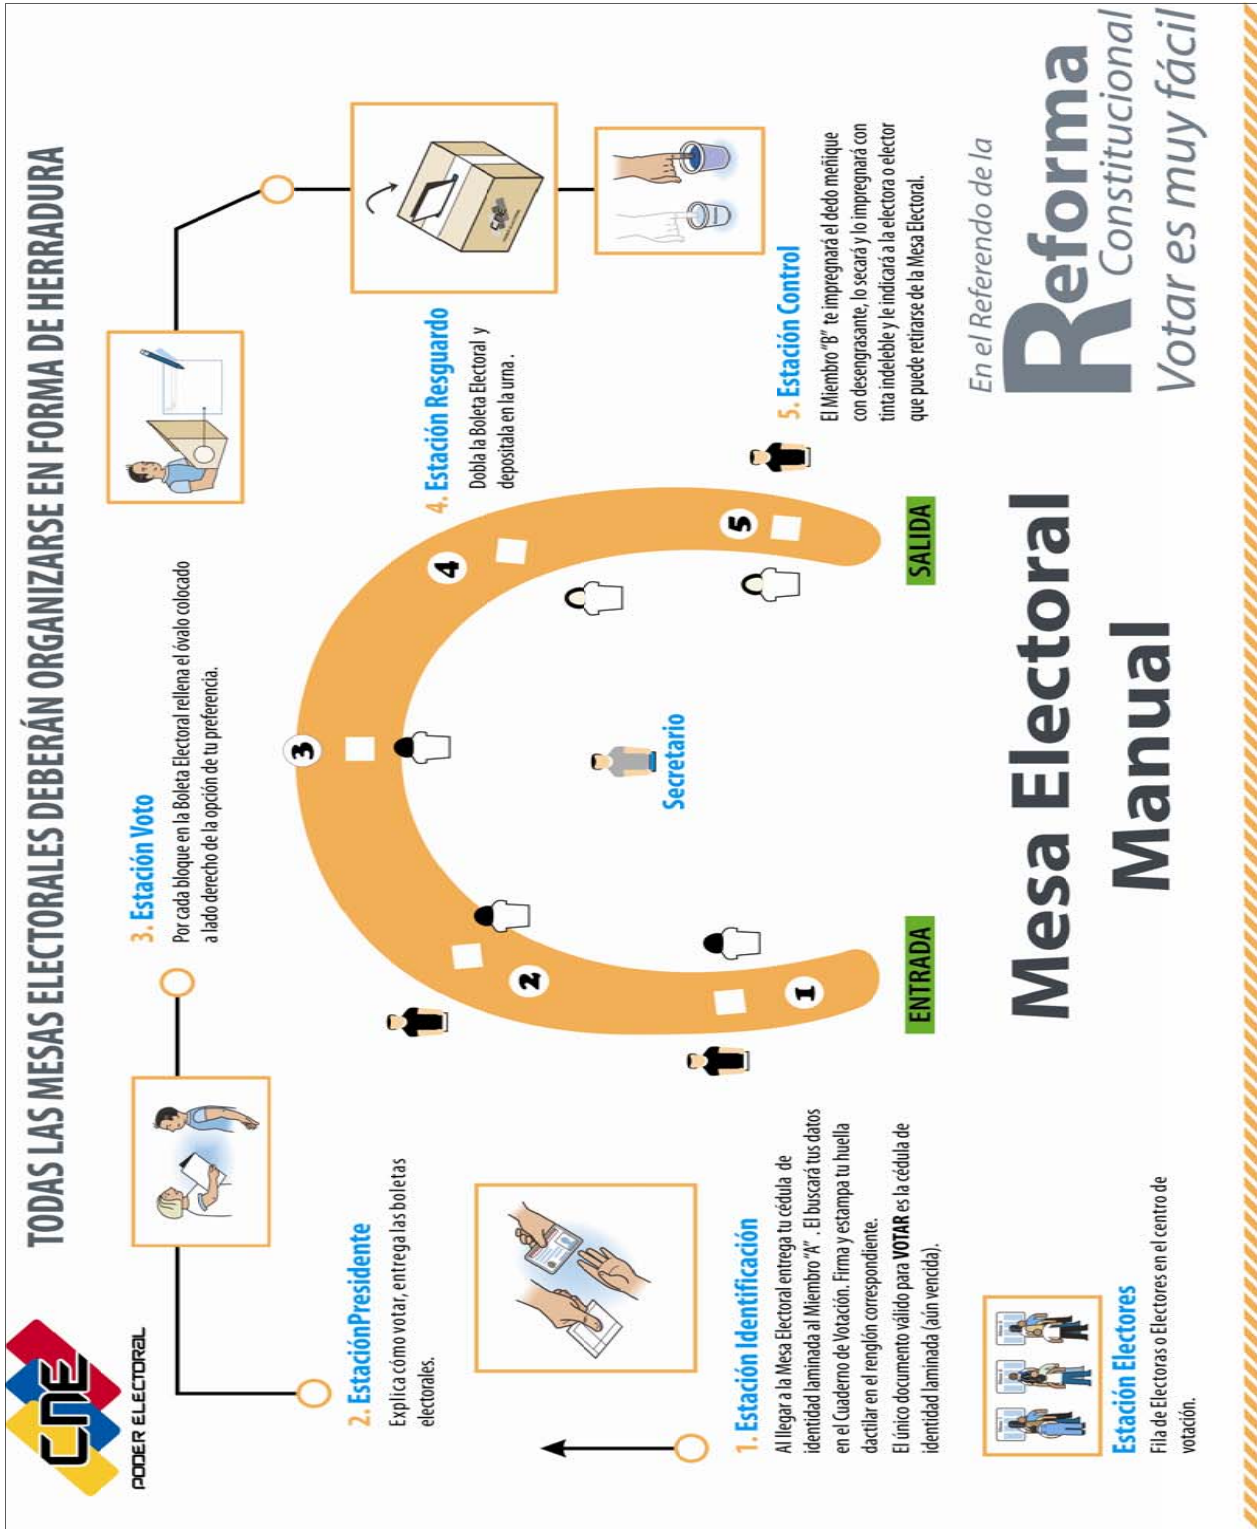 TODAS LAS MESAS ELECTORALES DEBERÁN ORGANIZARSE EN FORMA DE HERRADURA
CNE
PODER ELECTORAL
Estación Electores
Fila de Electoras o Electores en el centro de
votación.
1. Estación Identificación
Al llegar a la Mesa Electoral entrega tu cédula de
identidad laminada al Miembro "A" . El buscará tus datos
en el Cuaderno de Votación. Firma y estampa tu huella
dactilar en el renglón correspondiente.
El único documento válido para VOTAR es la cédula de
identidad laminada (aún vencida).
2. EstaciónPresidente
Explica cómo votar, entrega las boletas
electorales.
3. Estación Voto
Por cada bloque en la Boleta Electoral rellena el óvalo colocado
a lado derecho de la opción de tu preferencia.
4. Estación Resguardo
Dobla la Boleta Electoral y
depositala en la urna .
5. Estación Control
El Miembro "B" te impregnará el dedo meñique
con desengrasante, lo secará y lo impregnará con
tinta indeleble y le indicará a la electora o elector
que puede retirarse de la Mesa Electoral.
1
2
3
4
5
Secretario
ENTRADA
SALIDA
Mesa Electoral
Manual
En el Referendo de la
Reforma
Constitucional
Votar es muy fácil